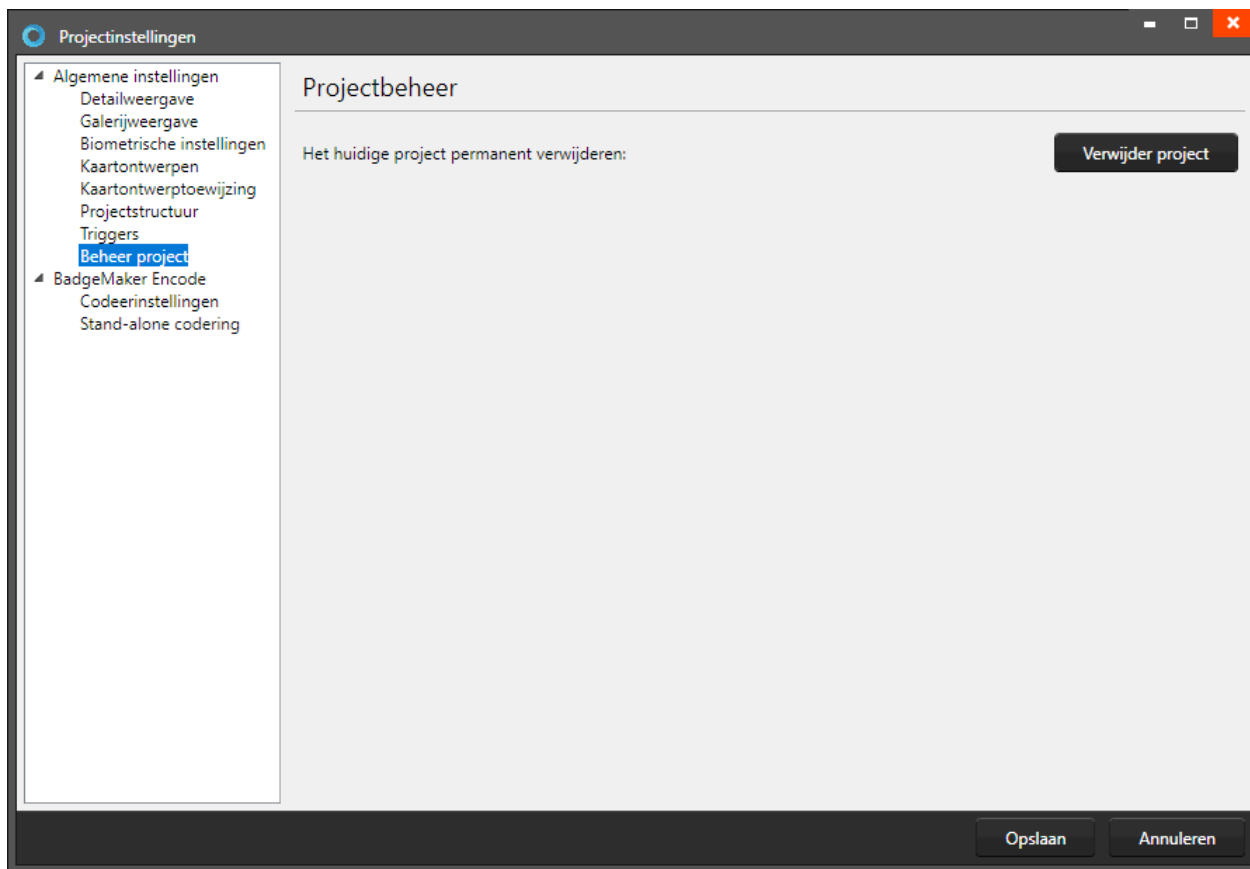 Projectinstellingen
Algemene instellingen
Detailweergave
Galerijweergave
Biometrische instellingen
Kaartontwerpen
Kaartontwerptoewijzing
Projectstructuur
Triggers
Beheer project
BadgeMaker Encode
Codeerinstellingen
Stand-alone codering
Projectbeheer
Het huidige project permanent verwijderen:
Verwijder project
Opslaan
Annuleren